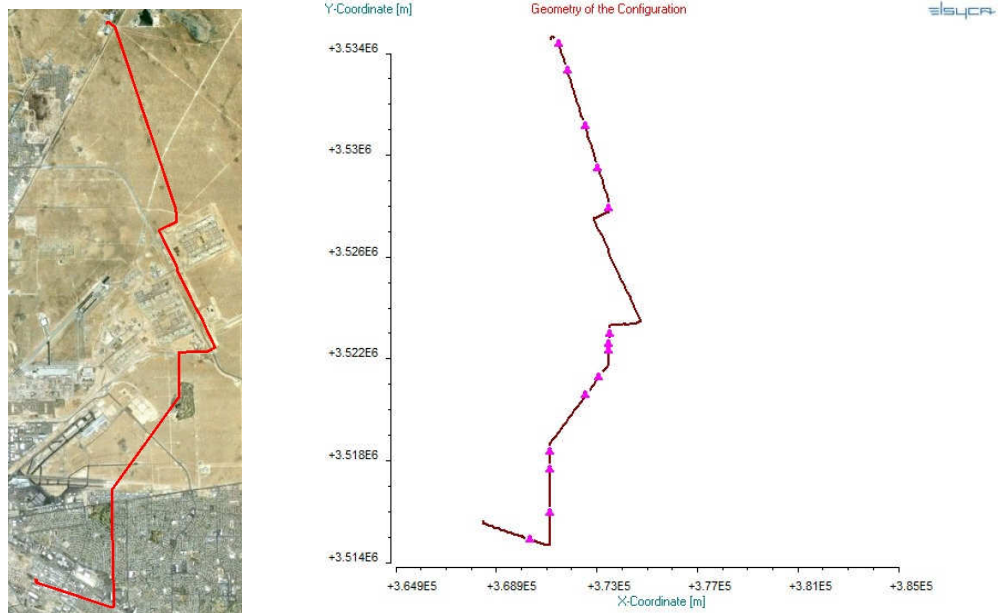 Y-Coordinate [m]
Geometry of the Configuration
elsyca
+3.534E6
+3.53E6
+3.526E6
+3.522E6
+3.518E6
+3.514E6
+3.649E5
+3.689E5
+3.73E5
+3.77E5
+3.81E5
+3.85E5
X-Coordinate [m]